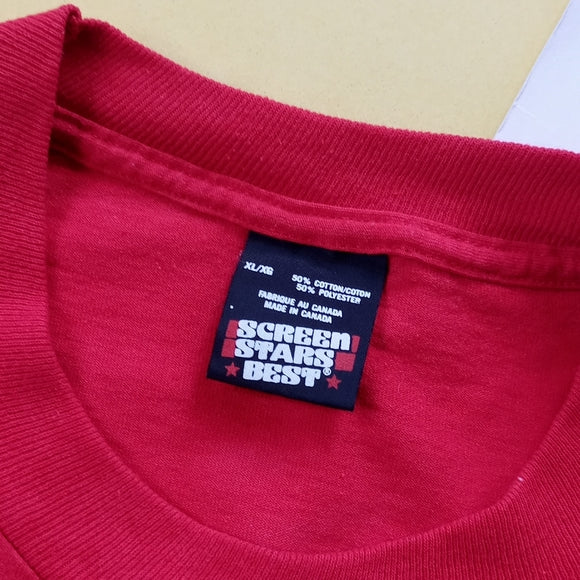 XL/XG
50% COTTON/COTON
50% POLYESTER
FABRIQUE AU CANADA
MADE IN CANADA
SCREEN
STARS
BEST®